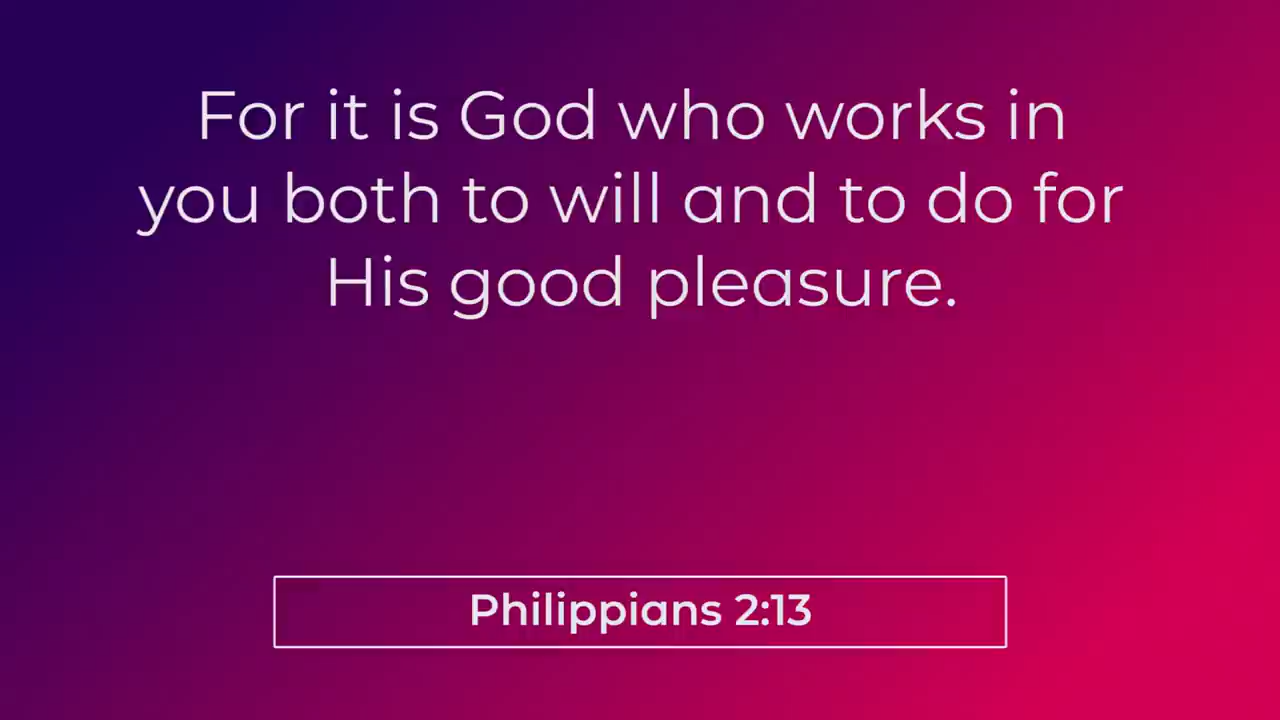 For it is God who works in
you both to will and to do for
His good pleasure.
Philippians 2:13